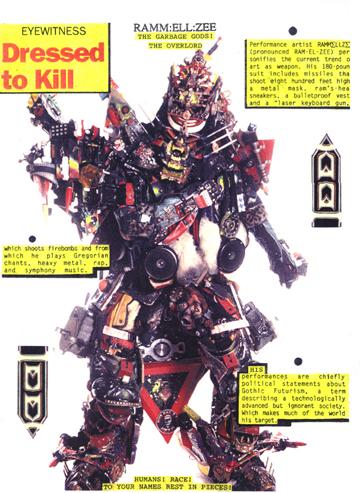 EYEWITNESS
Dressed
to Kill
RAMM:ELL:ZEE
THE GARBAGE GODS!
THE OVERLORD
Performance artist RAMMΣLLZΣΣ
(pronounced RAM-EL-ZEE) per
sonifies the current trend o
art as weapon. His 180-poun
suit includes missiles tha
shoot eight hundred feet high
a metal mask, ram's-hea
sneakers, a bulletproof vest
and a "laser keyboard gun,
which shoots firebombs and from
which he plays Gregorian
chants, heavy metal, rap,
and symphony music.
HIS
performances are chiefly
political statements about
Gothic Futurism, a term
describing a technologically
advanced but ignorant society.
Which makes much of the world
his target.
HUMANS! RACE!
TO YOUR NAMES REST IN PIECES!